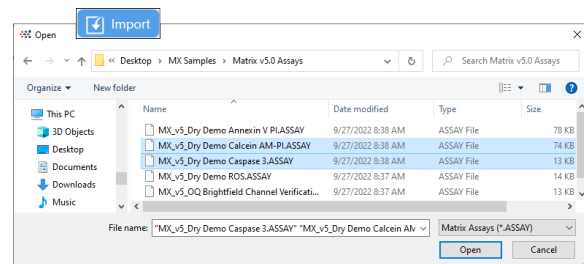 Import
Open
« Desktop > MX Samples > Matrix v5.0 Assays
Search Matrix v5.0 Assays
Organize
New folder
Name Date modified Type Size
This PC
3D Objects
Desktop
Documents
Downloads
Music
MX_v5_Dry Demo Annexin V PI.ASSAY 9/27/2022 8:38 AM ASSAY File 78 KB
MX_v5_Dry Demo Calcein AM-PI.ASSAY 9/27/2022 8:38 AM ASSAY File 74 KB
MX_v5_Dry Demo Caspase 3.ASSAY 9/27/2022 8:38 AM ASSAY File 13 KB
MX_v5_Dry Demo ROS.ASSAY 9/27/2022 8:37 AM ASSAY File 14 KB
MX_v5_OQ Brightfield Channel Verificati... 9/27/2022 8:37 AM ASSAY File 13 KB
File name: "MX_v5_Dry Demo Caspase 3.ASSAY" "MX_v5_Dry Demo Calcein AM
Matrix Assays (*.ASSAY)
Open Cancel